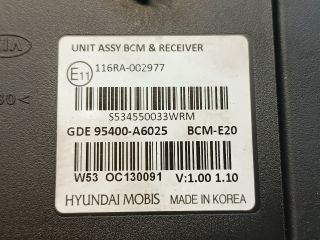 UNIT ASSY BCM & RECEIVER
E11 116RA-002977
S534550033WRM
GDE 95400-A6025 BCM-E20
W53 OC130091 V:1.00 1.10
HYUNDAI MOBIS MADE IN KOREA